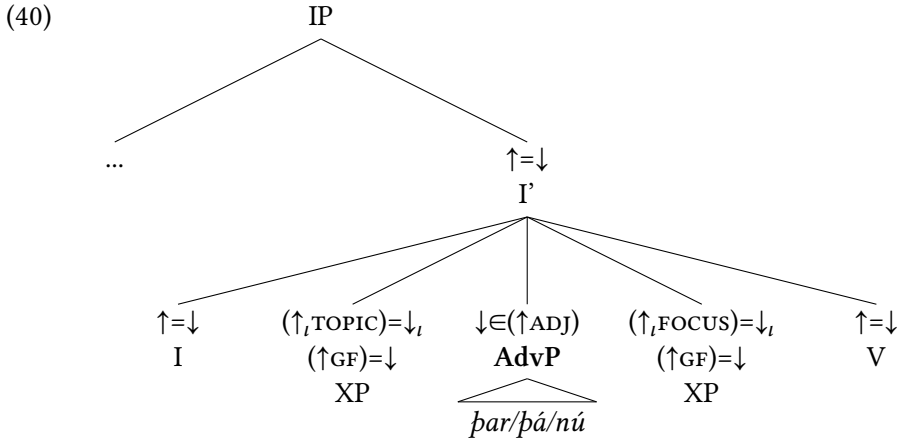 (40) IP
... ↑=↓
I’
↑=↓ (↑ιTOPIC)=↓ι ↓∈(↑ADJ) (↑ιFOCUS)=↓ι ↑=↓
I (↑GF)=↓ AdvP (↑GF)=↓ V
XP XP
þar/þá/nú